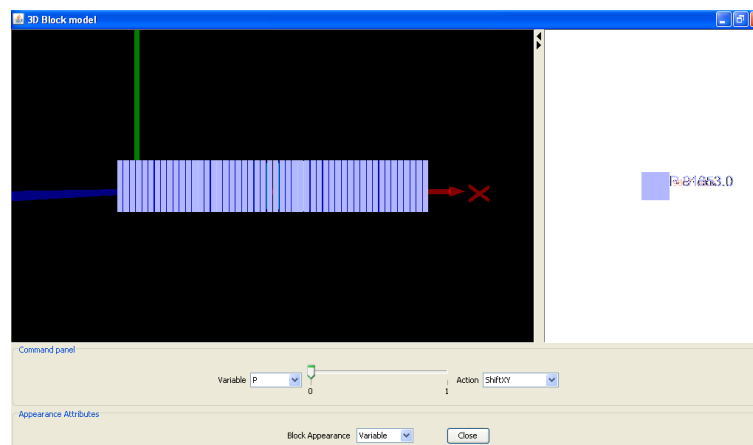 3D Block model
X
Command panel
Variable P 0 1 Action ShiftXY
Appearance Attributes
Block Appearance Variable Close